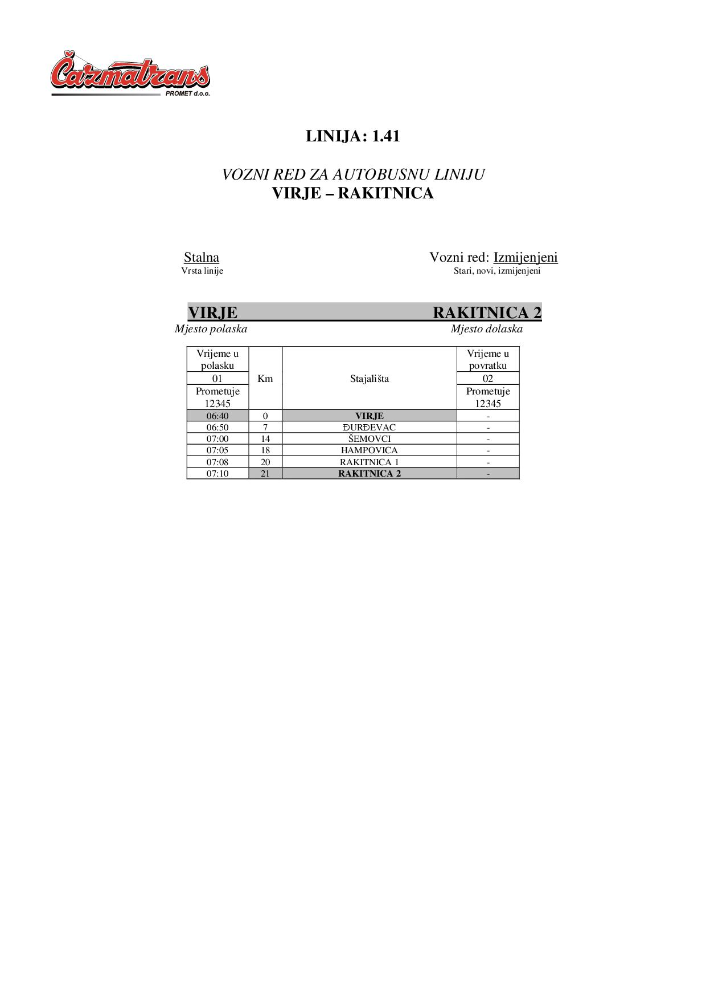 Čazmatrans
PROMET d.o.o.
LINIJA: 1.41
VOZNI RED ZA AUTOBUSNU LINIJU
VIRJE – RAKITNICA
Stalna Vozni red: Izmijenjeni
Vrsta linije Stari, novi, izmijenjeni
VIRJE RAKITNICA 2
Mjesto polaska Mjesto dolaska
Vrijeme u polasku Km Stajališta Vrijeme u povratku
01 02
Prometuje 12345 Prometuje 12345
06:40 0 VIRJE -
06:50 7 ĐURĐEVAC -
07:00 14 ŠEMOVCI -
07:05 18 HAMPOVICA -
07:08 20 RAKITNICA 1 -
07:10 21 RAKITNICA 2 -